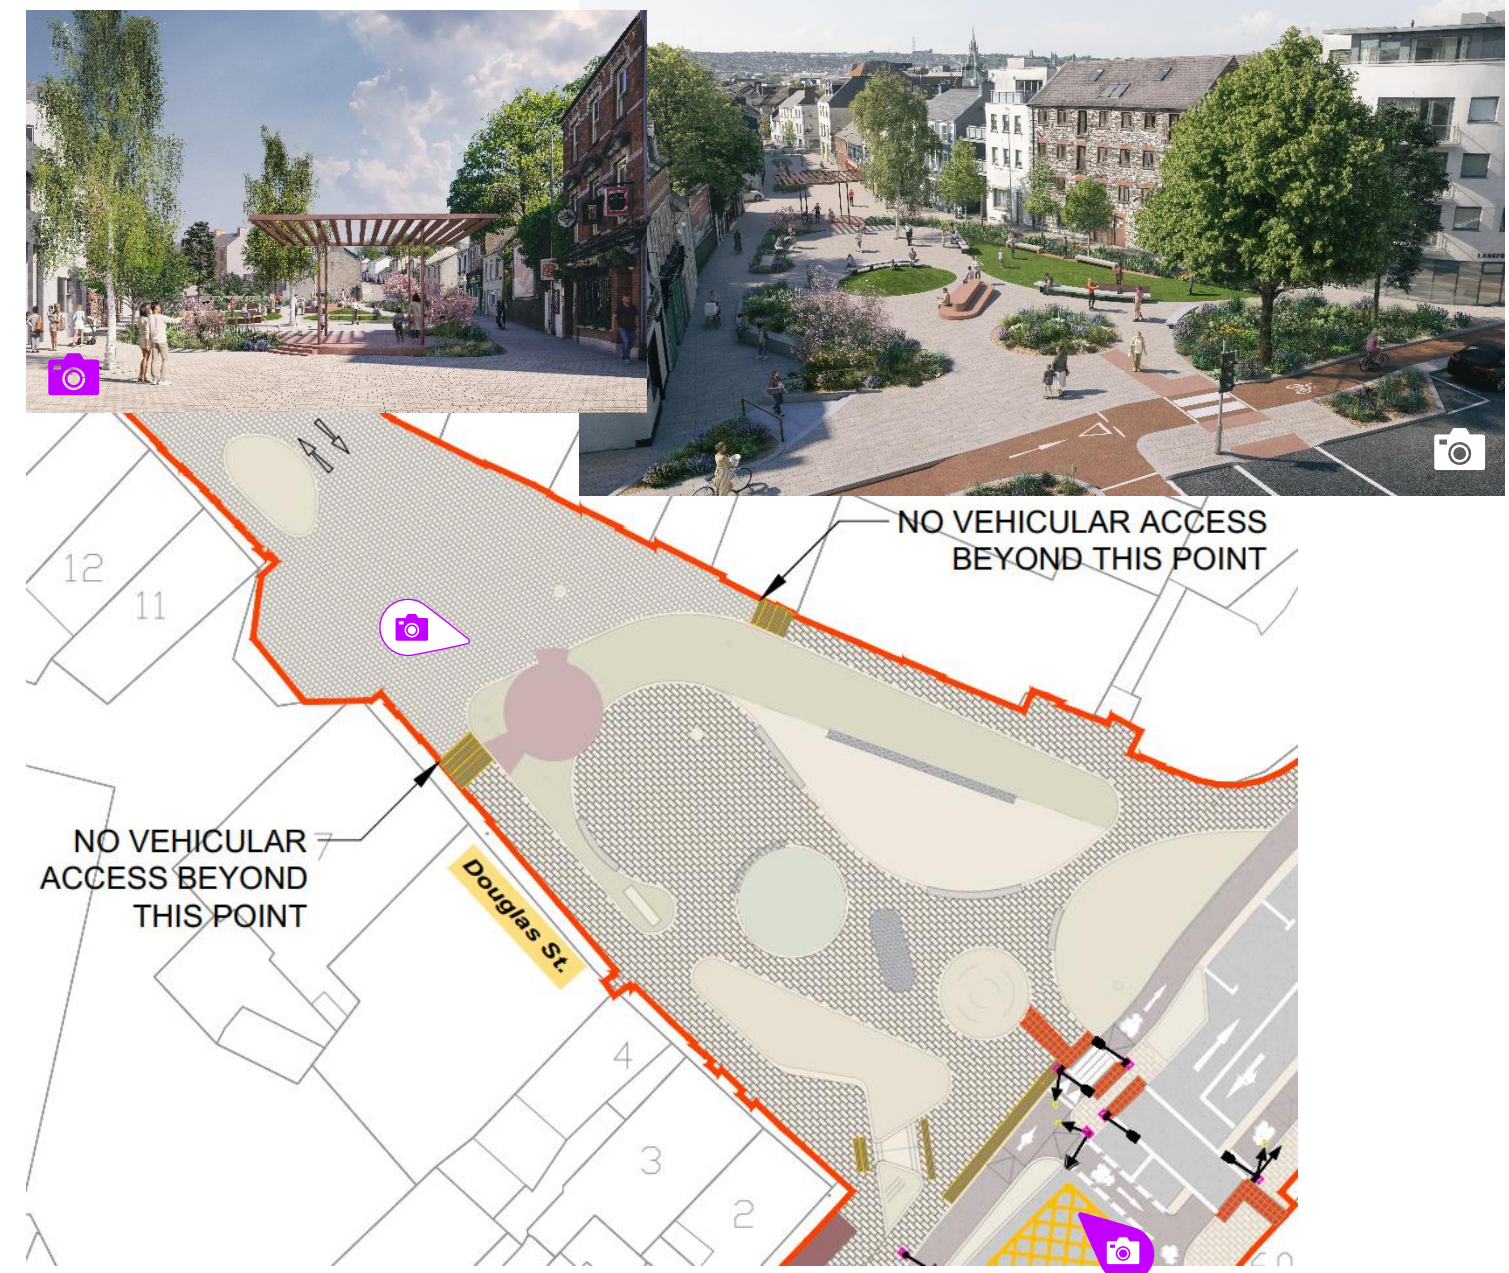 NO VEHICULAR ACCESS
BEYOND THIS POINT
12
11
NO VEHICULAR
ACCESS BEYOND
THIS POINT
7
Douglas St.
4
3
2